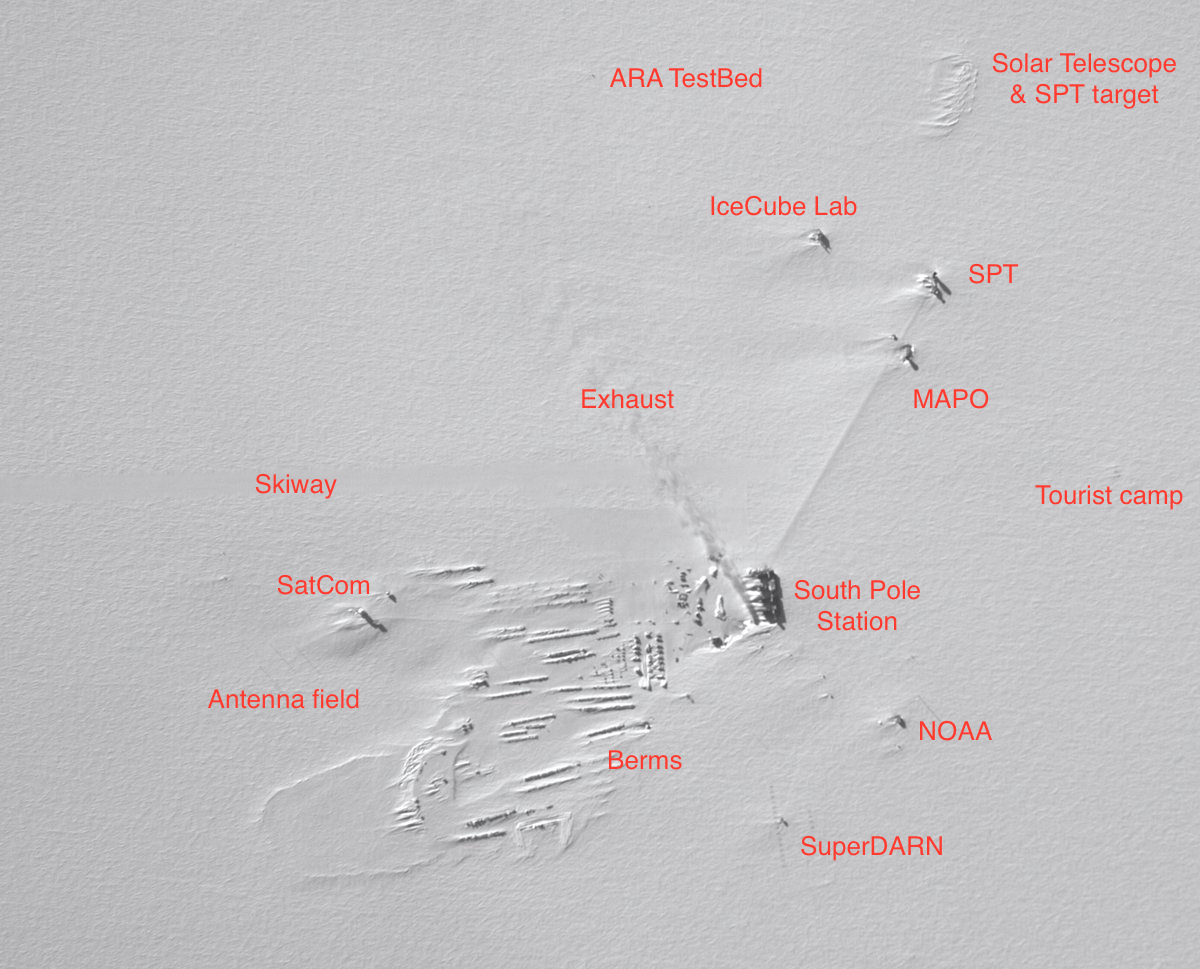 ARA TestBed
Solar Telescope
& SPT target
IceCube Lab
SPT
Exhaust
MAPO
Skiway
Tourist camp
SatCom
South Pole
Station
Antenna field
NOAA
Berms
SuperDARN